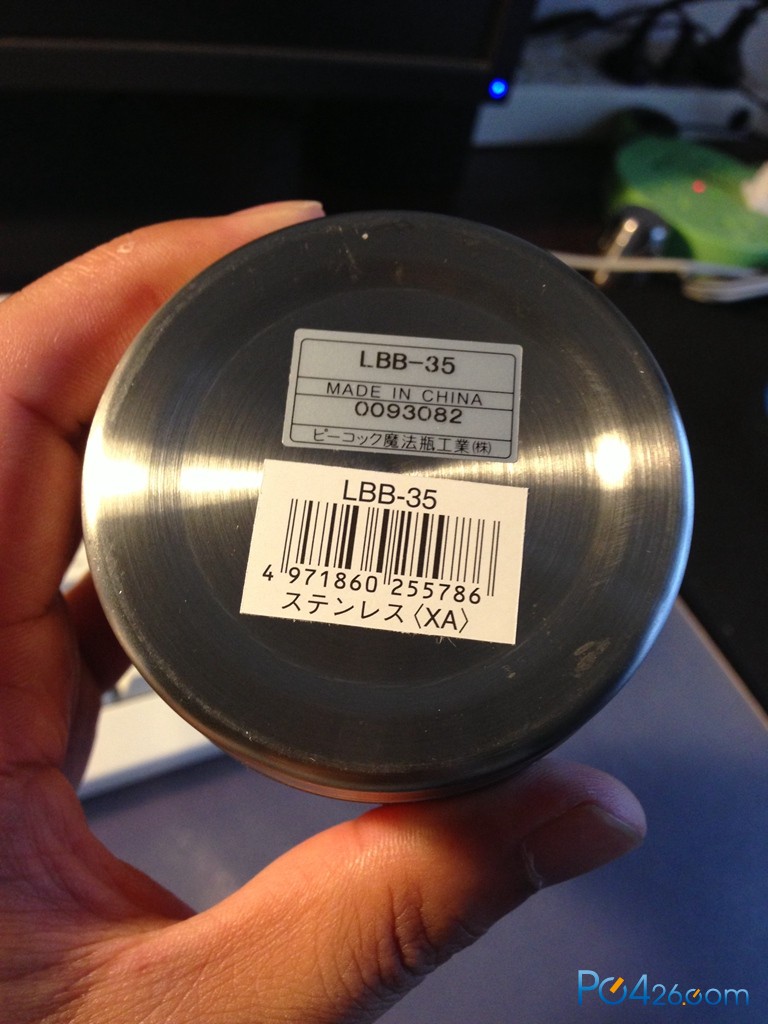 LBB-35
MADE IN CHINA
0093082
ピーコック魔法瓶工業(株)
LBB-35
4 971860 255786
ステンレス〈XA〉
PC426.com